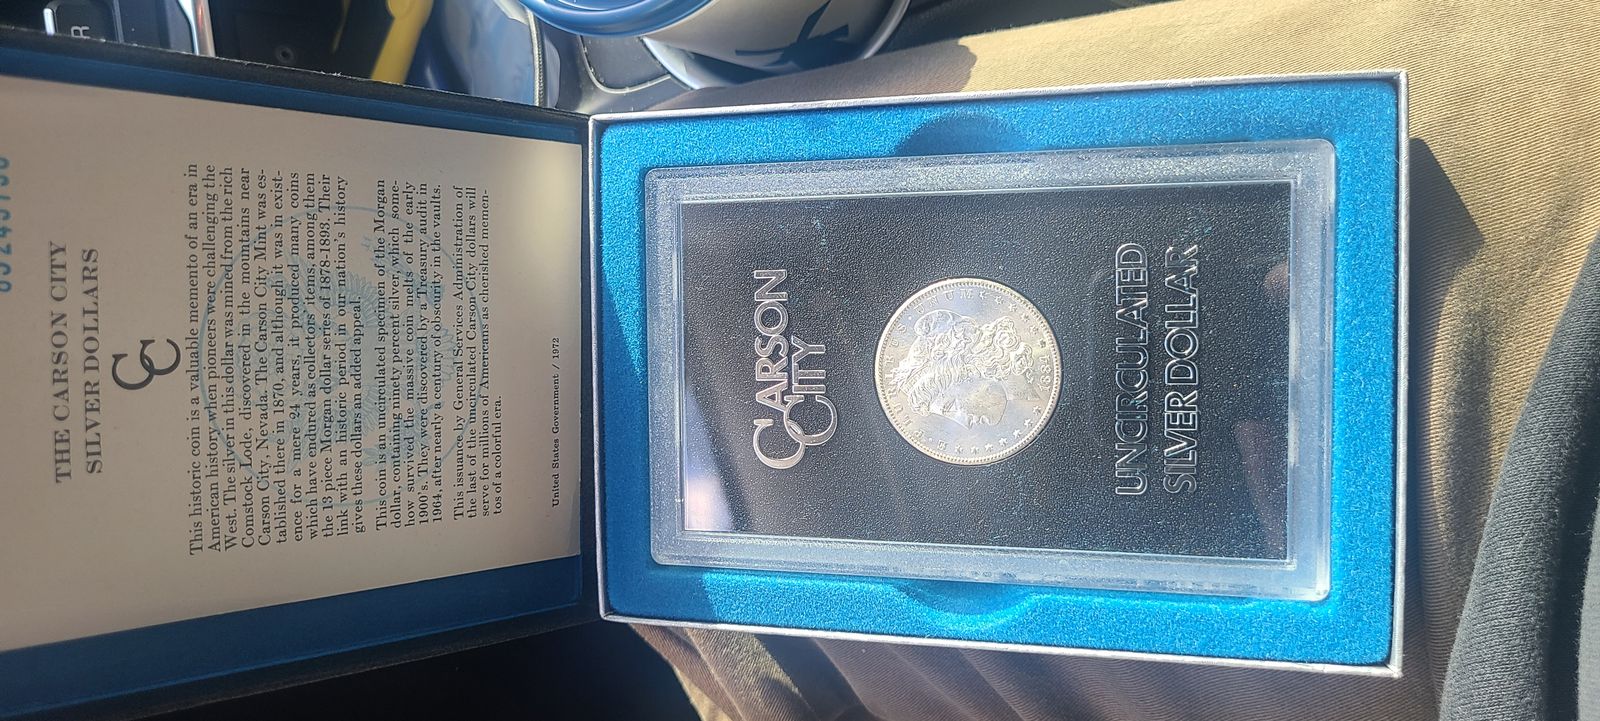 THE CARSON CITY
SILVER DOLLARS
CC
This historic coin is a valuable memento of an era in
American history when pioneers were challenging the
West. The silver in this dollar was mined from the rich
Comstock Lode, discovered in the mountains near
Carson City, Nevada. The Carson City Mint was es-
tablished there in 1870, and although it was in exist-
ence for a mere 24 years, it produced many coins
which have endured as collectors' items, among them
the 13 piece Morgan dollar series of 1878-1893. Their
link with an historic period in our nation's history
gives these dollars an added appeal.
This coin is an uncirculated specimen of the Morgan
dollar, containing ninety percent silver, which some-
how survived the massive coin melts of the early
1900's. They were discovered by a Treasury audit in
1964, after nearly a century of obscurity in the vaults.
This issuance by General Services Administration of
the last of the uncirculated Carson City dollars will
serve for millions of Americans as cherished memen-
tos of a colorful era.
United States Government / 1972
CARSON
CITY
E PLURIBUS UNUM
UNCIRCULATED
SILVER DOLLAR
R